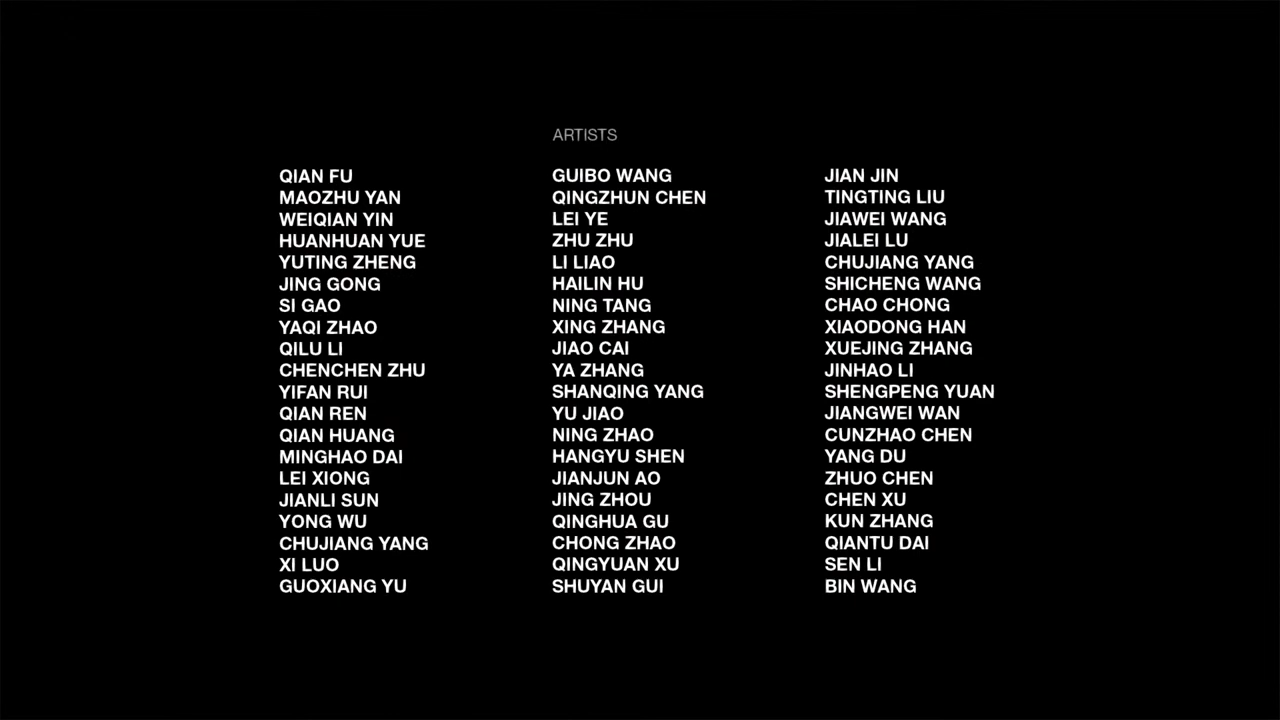 ARTISTS
QIAN FU
MAOZHU YAN
WEIQIAN YIN
HUANHUAN YUE
YUTING ZHENG
JING GONG
SI GAO
YAQI ZHAO
QILU LI
CHENCHEN ZHU
YIFAN RUI
QIAN REN
QIAN HUANG
MINGHAO DAI
LEI XIONG
JIANLI SUN
YONG WU
CHUJIANG YANG
XI LUO
GUOXIANG YU
GUIBO WANG
QINGZHUN CHEN
LEI YE
ZHU ZHU
LI LIAO
HAILIN HU
NING TANG
XING ZHANG
JIAO CAI
YA ZHANG
SHANQING YANG
YU JIAO
NING ZHAO
HANGYU SHEN
JIANJUN AO
JING ZHOU
QINGHUA GU
CHONG ZHAO
QINGYUAN XU
SHUYAN GUI
JIAN JIN
TINGTING LIU
JIAWEI WANG
JIALEI LU
CHUJIANG YANG
SHICHENG WANG
CHAO CHONG
XIAODONG HAN
XUEJING ZHANG
JINHAO LI
SHENGPENG YUAN
JIANGWEI WAN
CUNZHAO CHEN
YANG DU
ZHUO CHEN
CHEN XU
KUN ZHANG
QIANTU DAI
SEN LI
BIN WANG